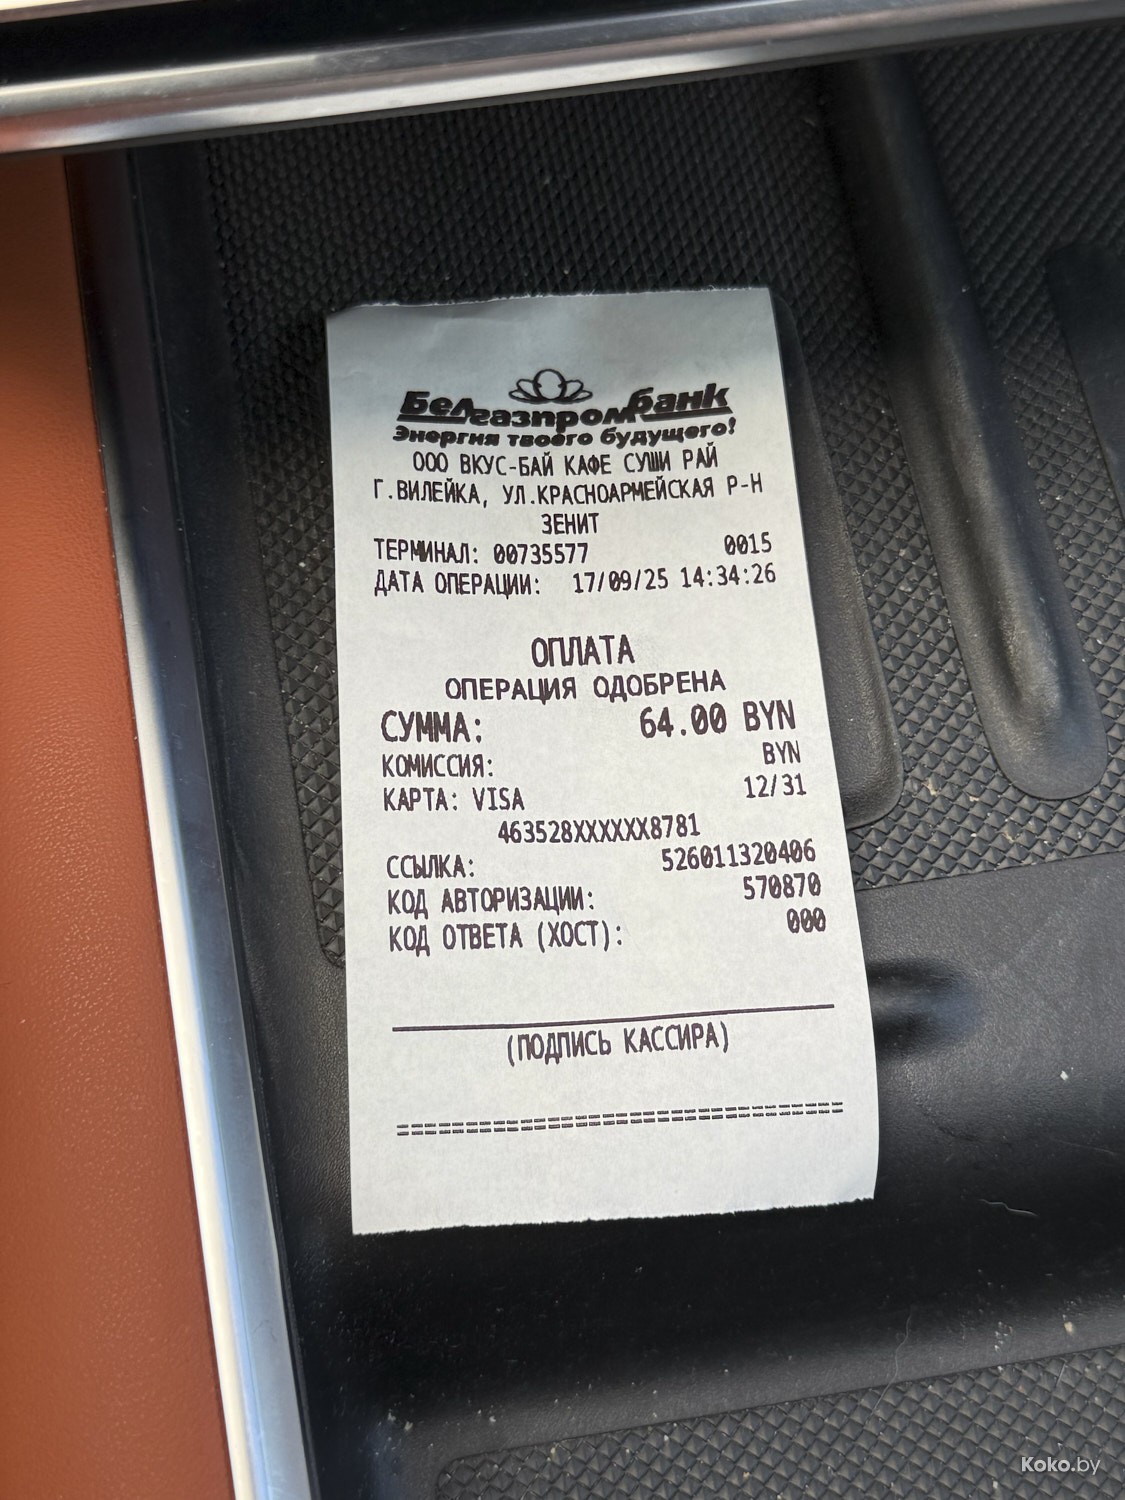 Белгазпромбанк
Энергия твоего будущего!
ООО ВКУС-БАЙ КАФЕ СУШИ РАЙ
Г.ВИЛЕЙКА, УЛ.КРАСНОАРМЕЙСКАЯ Р-Н
ЗЕНИТ
ТЕРМИНАЛ: 00735577 0015
ДАТА ОПЕРАЦИИ: 17/09/25 14:34:26
ОПЛАТА
ОПЕРАЦИЯ ОДОБРЕНА
СУММА: 64.00 BYN
КОМИССИЯ: BYN
КАРТА: VISA 12/31
463528XXXXXX8781
ССЫЛКА: 526011320406
КОД АВТОРИЗАЦИИ: 570870
КОД ОТВЕТА (ХОСТ): 000
(ПОДПИСЬ КАССИРА)
================================
Koko.by